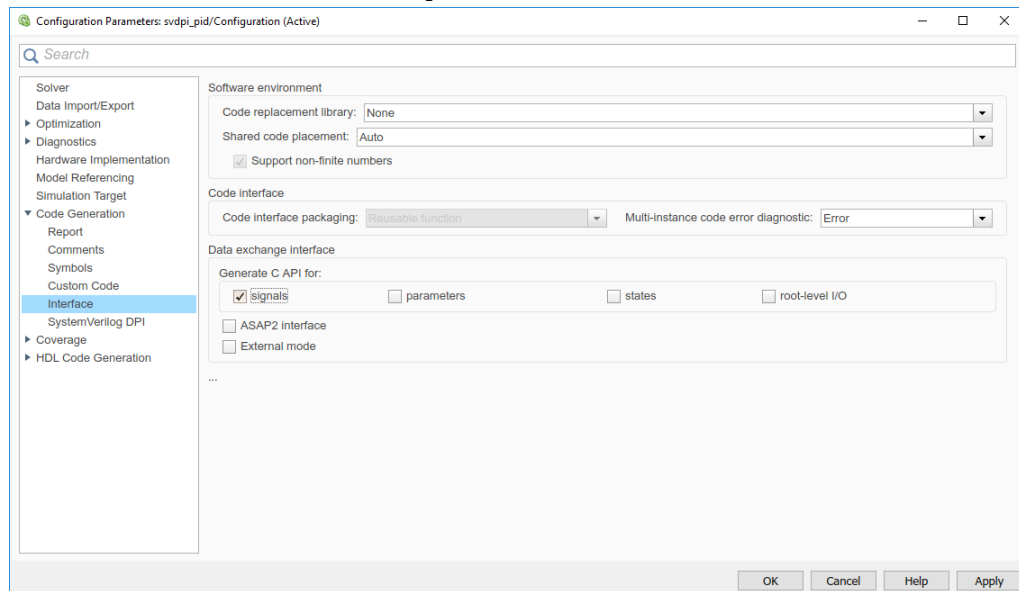 Configuration Parameters: svdpi_pid/Configuration (Active)
Search
Solver
Data Import/Export
Optimization
Diagnostics
Hardware Implementation
Model Referencing
Simulation Target
Code Generation
Report
Comments
Symbols
Custom Code
Interface
SystemVerilog DPI
Coverage
HDL Code Generation
Software environment
Code replacement library: None
Shared code placement: Auto
Support non-finite numbers
Code interface
Code interface packaging: Reusable function Multi-instance code error diagnostic: Error
Data exchange interface
Generate C API for:
signals parameters states root-level I/O
ASAP2 interface
External mode
...
OK Cancel Help Apply